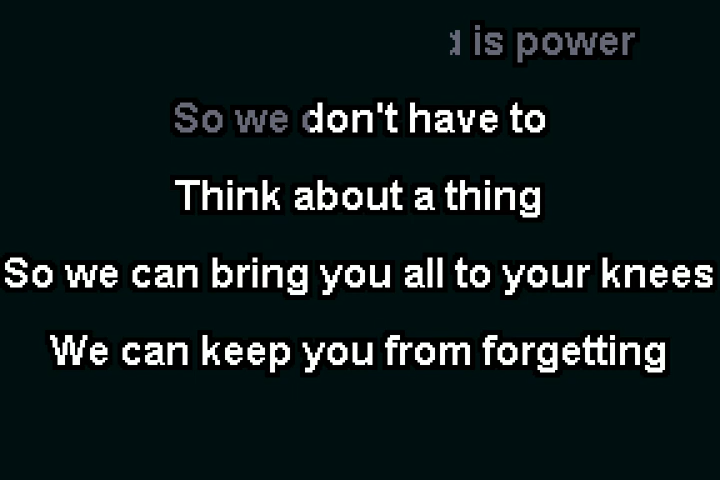 is power
So we don't have to
Think about a thing
So we can bring you all to your knees
We can keep you from forgetting